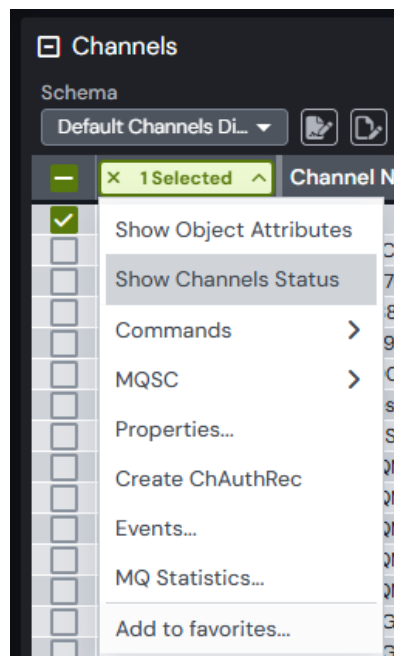 Channels
Schema
Default Channels Di...
1 Selected
Channel N
Show Object Attributes
Show Channels Status
Commands
MQSC
Properties...
Create ChAuthRec
Events...
MQ Statistics...
Add to favorites...